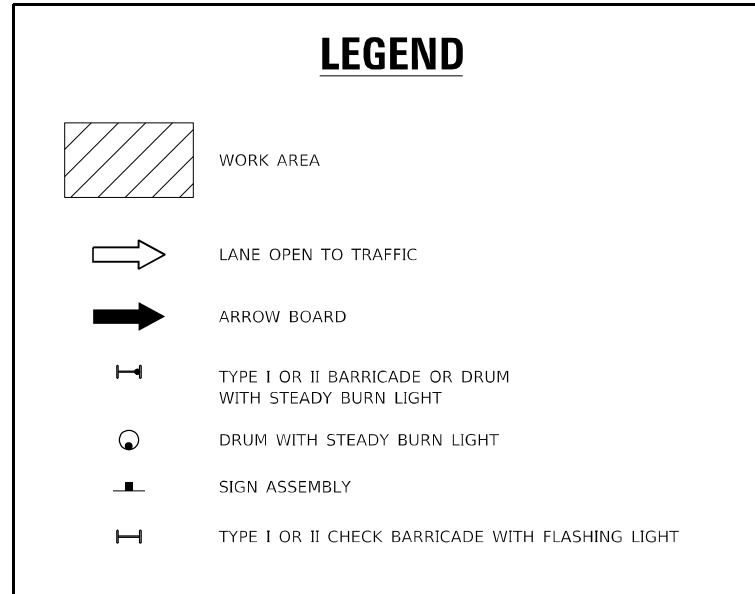 LEGEND
WORK AREA
LANE OPEN TO TRAFFIC
ARROW BOARD
TYPE I OR II BARRICADE OR DRUM
WITH STEADY BURN LIGHT
DRUM WITH STEADY BURN LIGHT
SIGN ASSEMBLY
TYPE I OR II CHECK BARRICADE WITH FLASHING LIGHT